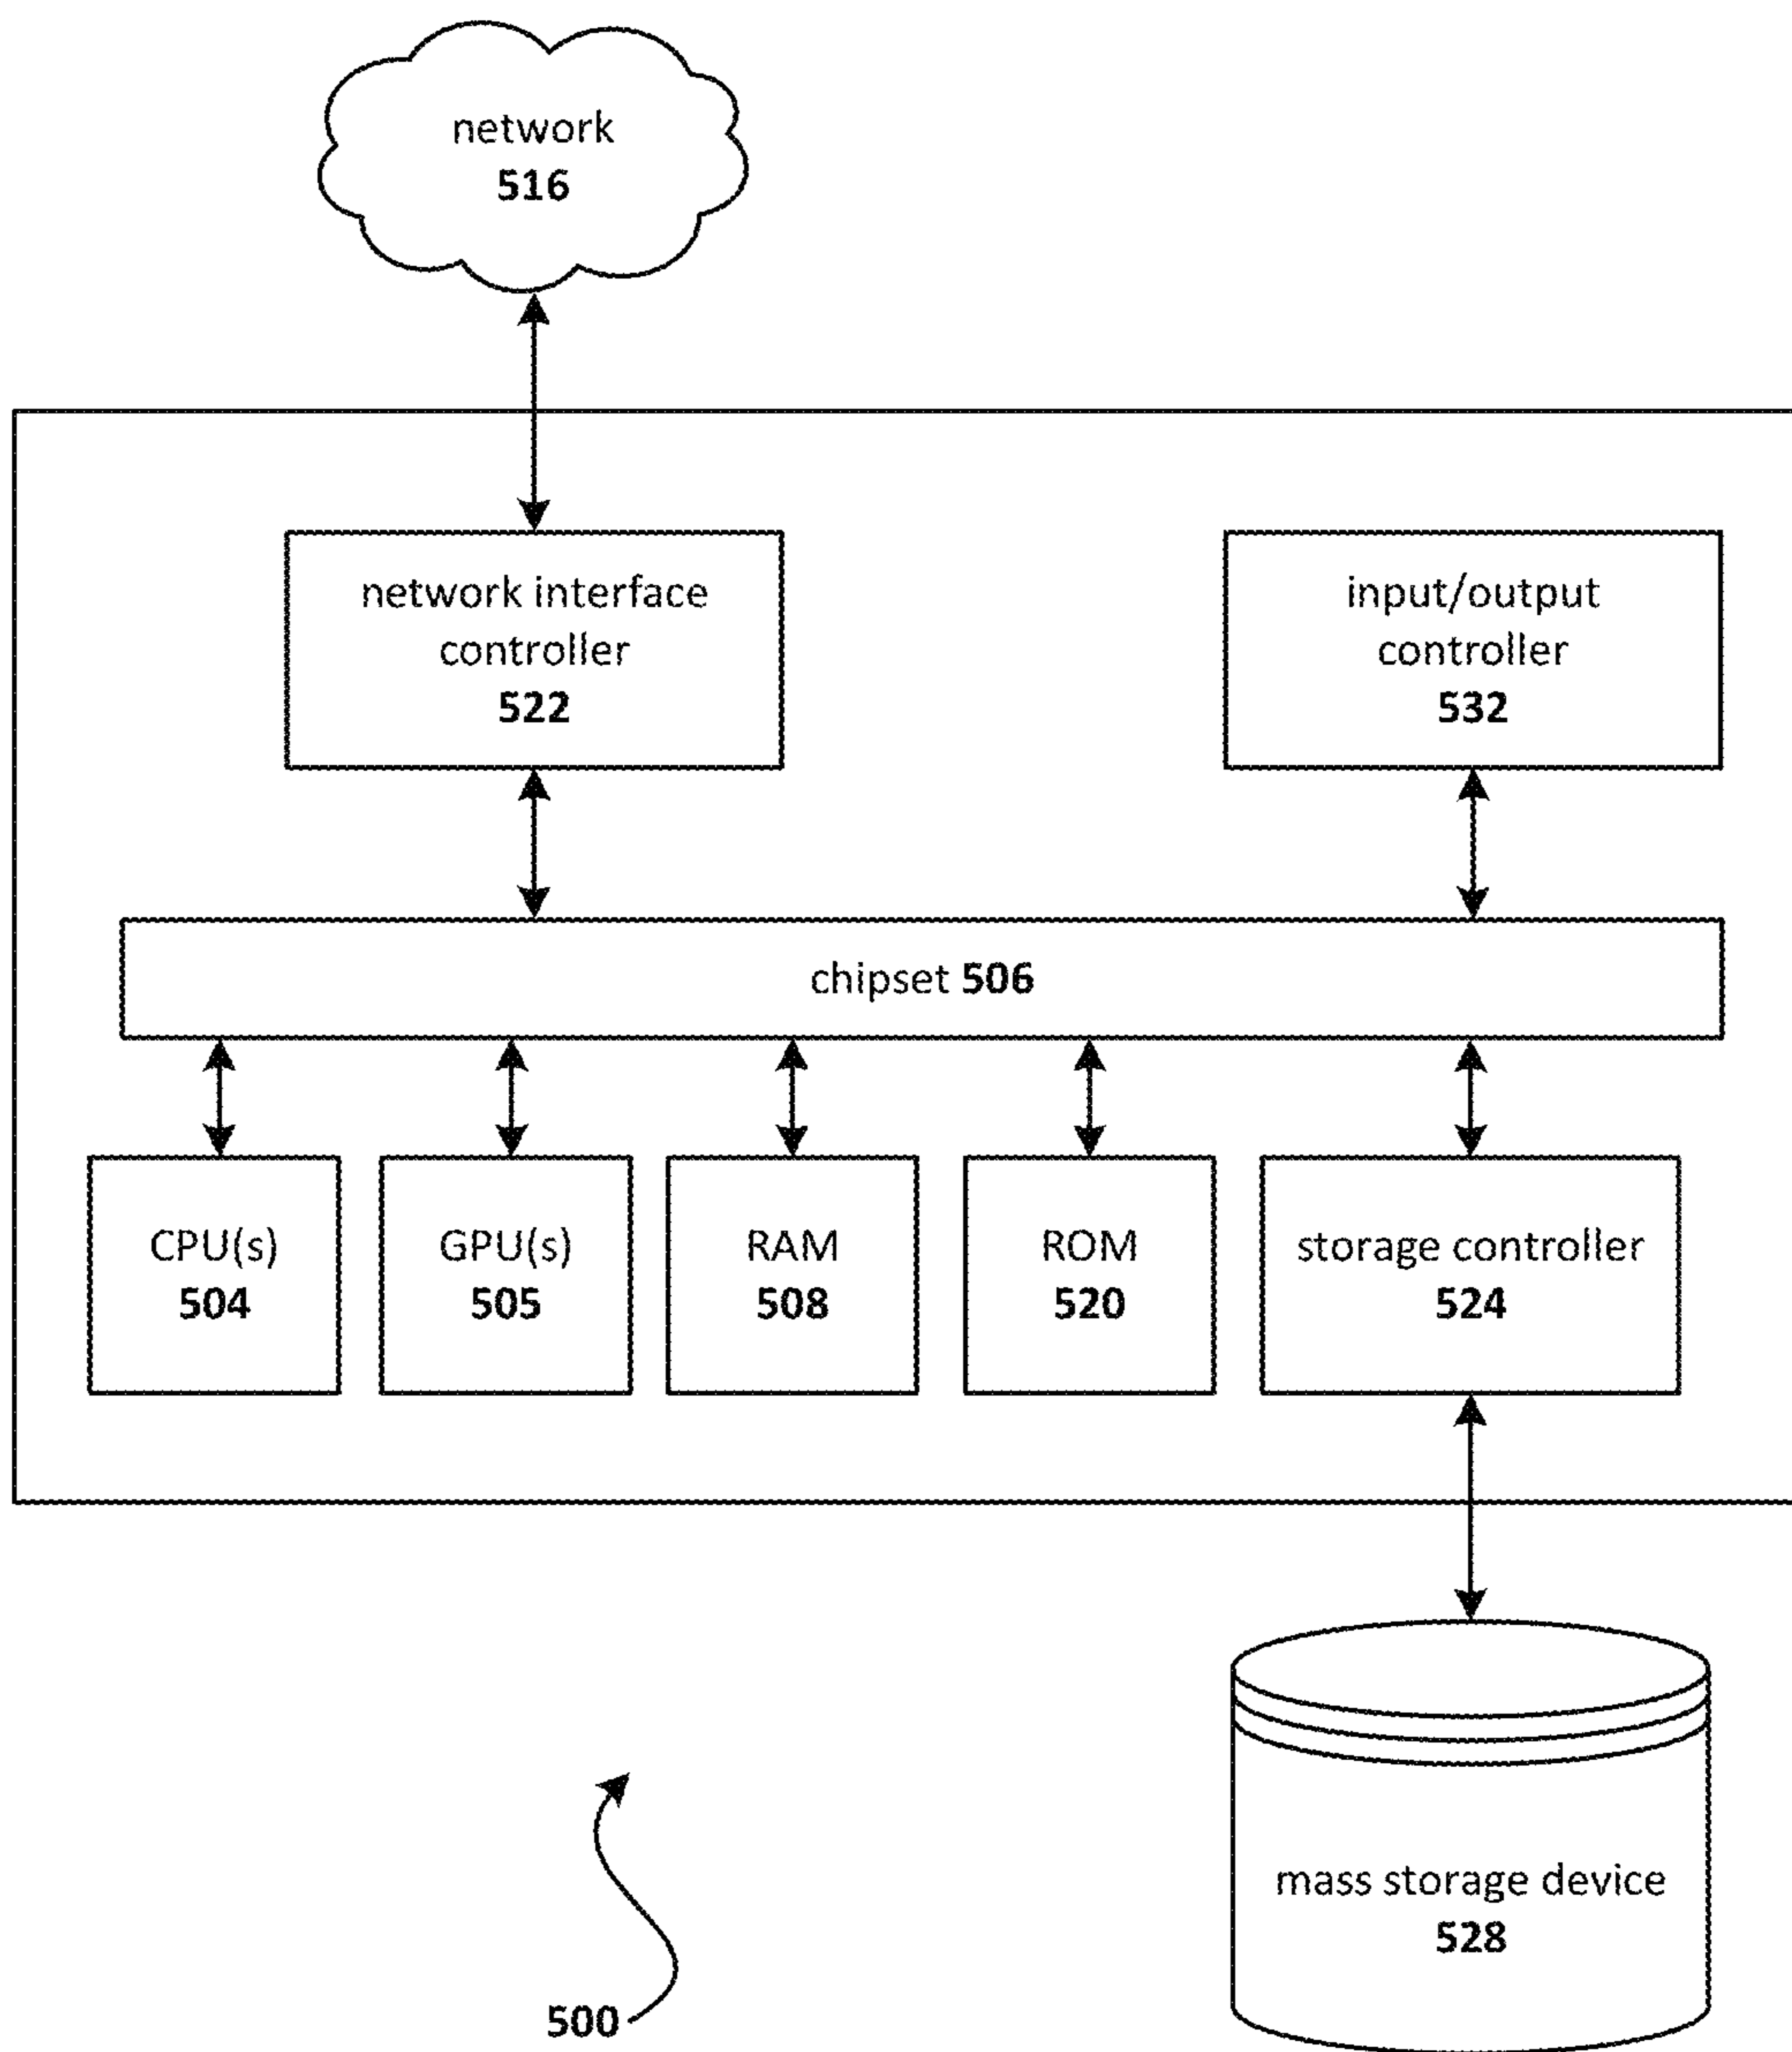 network
516
network interface
controller
522
input/output
controller
532
chipset 506
CPU(s)
504
GPU(s)
505
RAM
508
ROM
520
storage controller
524
mass storage device
528
500